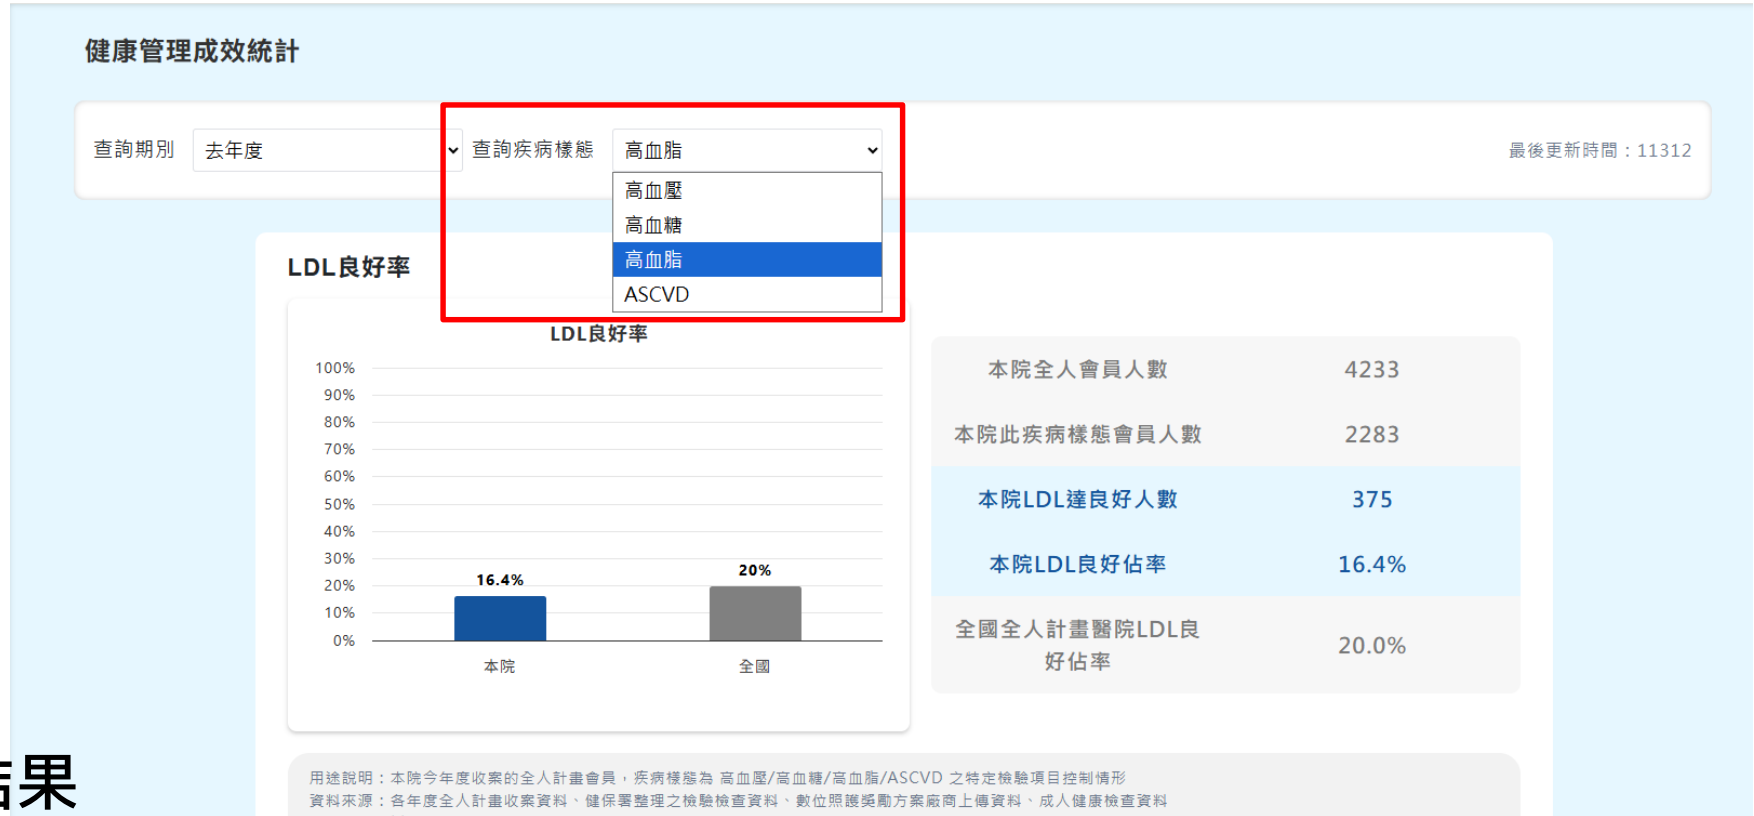 健康管理成效統計
查詢期別 去年度 查詢疾病樣態 高血脂 最後更新時間：11312
高血壓
高血糖
高血脂
ASCVD
LDL良好率
LDL良好率
100%
90%
80%
70%
60%
50%
40%
30%
20%
10%
0%
16.4%
20%
本院
全國
本院全人會員人數 4233
本院此疾病樣態會員人數 2283
本院LDL達良好人數 375
本院LDL良好佔率 16.4%
全國全人計畫醫院LDL良
好佔率 20.0%
果
用途說明：本院今年度收案的全人計畫會員，疾病樣態為 高血壓/高血糖/高血脂/ASCVD 之特定檢驗項目控制情形
資料來源：各年度全人計畫收案資料、健保署整理之檢驗檢查資料、數位照護獎勵方案廠商上傳資料、成人健康檢查資料